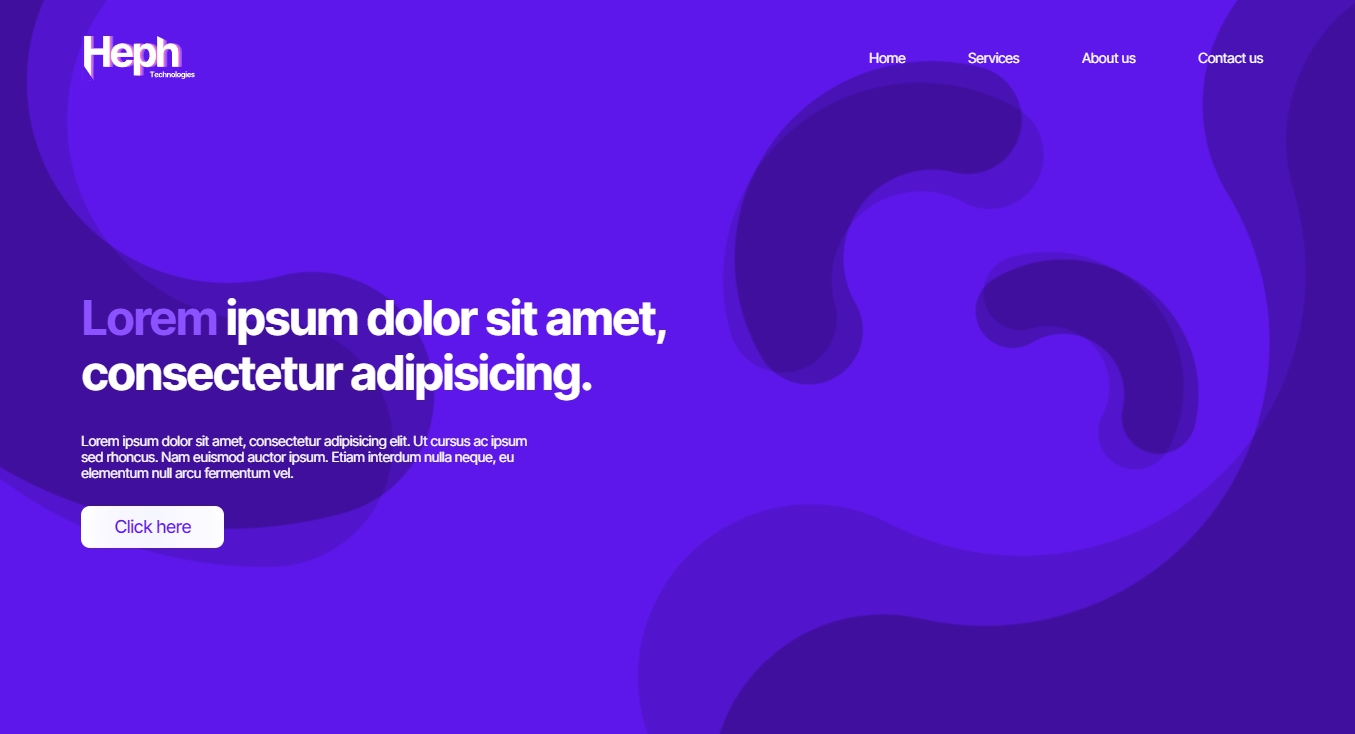 Heph
Technologies
Home
Services
About us
Contact us
Lorem ipsum dolor sit amet,
consectetur adipisicing.
Lorem ipsum dolor sit amet, consectetur adipisicing elit. Ut cursus ac ipsum
sed rhoncus. Nam euismod auctor ipsum. Etiam interdum nulla neque, eu
elementum null arcu fermentum vel.
Click here